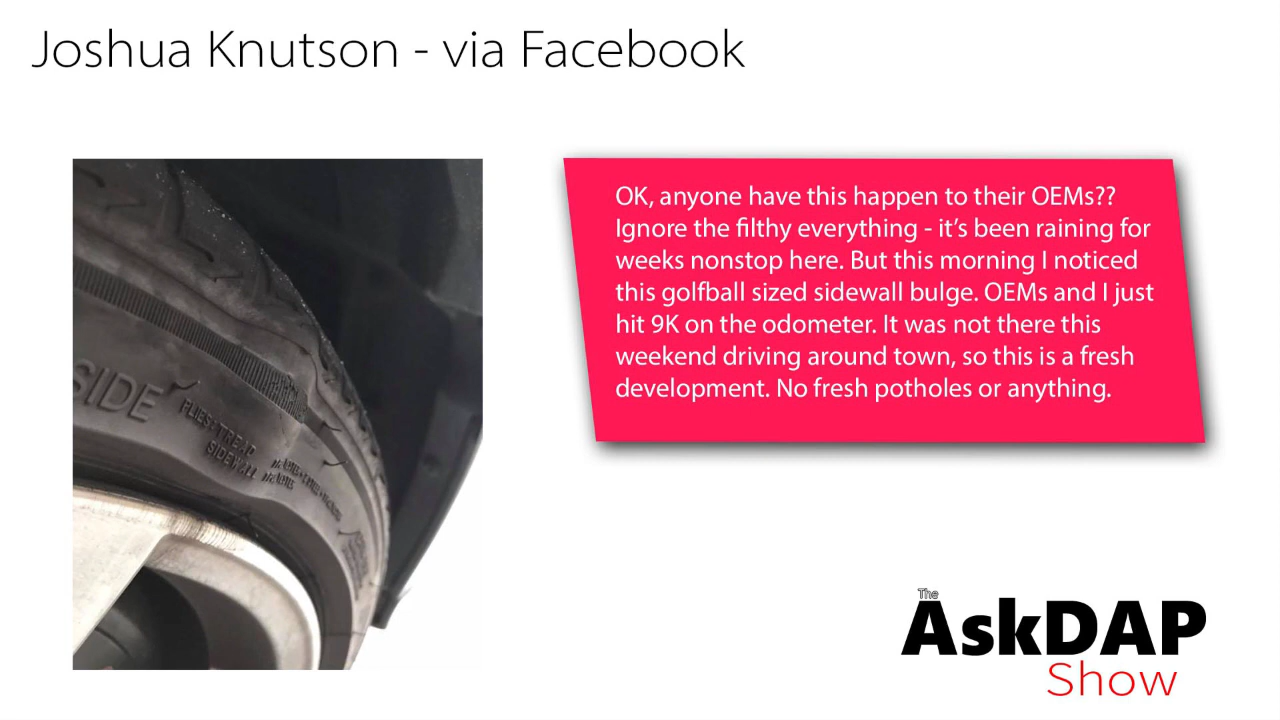 Joshua Knutson - via Facebook
SIDE
PLIES: TREAD
SIDEWALL
OK, anyone have this happen to their OEMs??
Ignore the filthy everything - it's been raining for
weeks nonstop here. But this morning I noticed
this golfball sized sidewall bulge. OEMs and I just
hit 9K on the odometer. It was not there this
weekend driving around town, so this is a fresh
development. No fresh potholes or anything.
The
AskDAP
Show